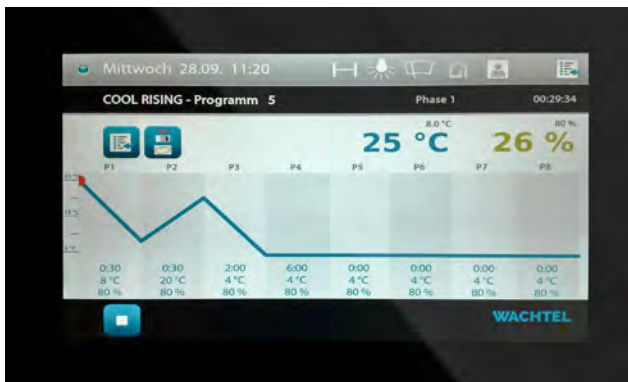 Mittwoch 28.09. 11:20
COOL RISING - Programm 5 Phase 1 00:29:34
8.0 °C 80 %
25 °C 26 %
P1 P2 P3 P4 P5 P6 P7 P8
0:30 0:30 2:00 6:00 0:00 0:00 0:00 0:00
8 °C 20 °C 4 °C 4 °C 4 °C 4 °C 4 °C 4 °C
80 % 80 % 80 % 80 % 80 % 80 % 80 % 80 %
WACHTEL